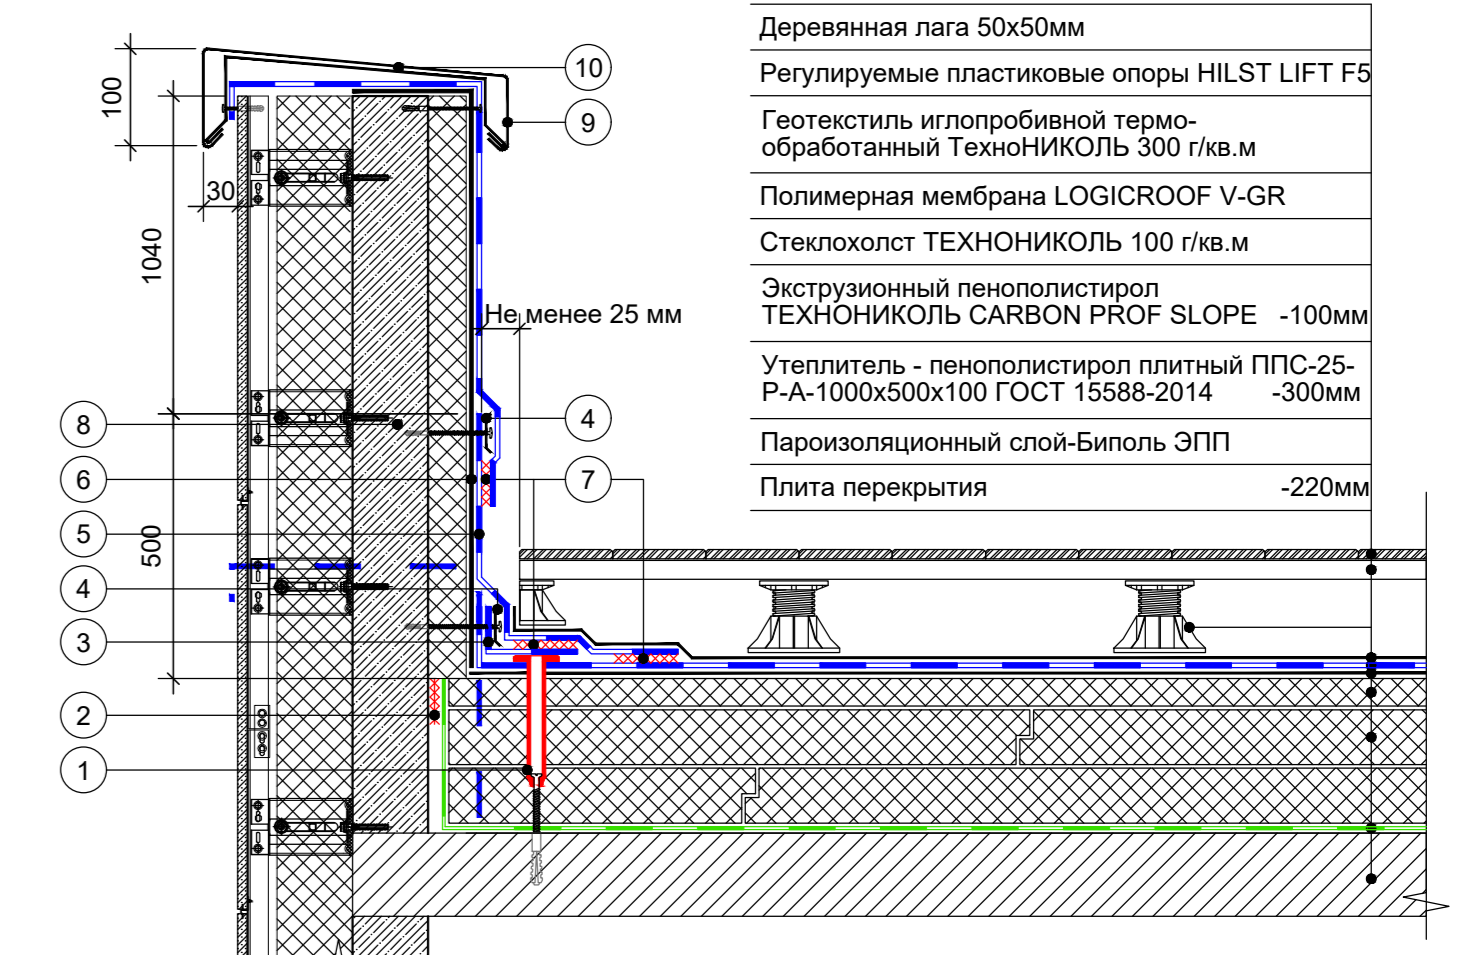 Деревянная лага 50х50мм
Регулируемые пластиковые опоры HILST LIFT F5
Геотекстиль иглопробивной термо-
обработанный ТехноНИКОЛЬ 300 г/кв.м
Полимерная мембрана LOGICROOF V-GR
Стеклохолст ТЕХНОНИКОЛЬ 100 г/кв.м
Экструзионный пенополистирол
ТЕХНОНИКОЛЬ CARBON PROF SLOPE -100мм
Утеплитель - пенополистирол плитный ППС-25-
Р-А-1000х500х100 ГОСТ 15588-2014 -300мм
Пароизоляционный слой-Биполь ЭПП
Плита перекрытия -220мм
10
9
100
30
1040
Не менее 25 мм
8
4
6
7
5
500
4
3
2
1